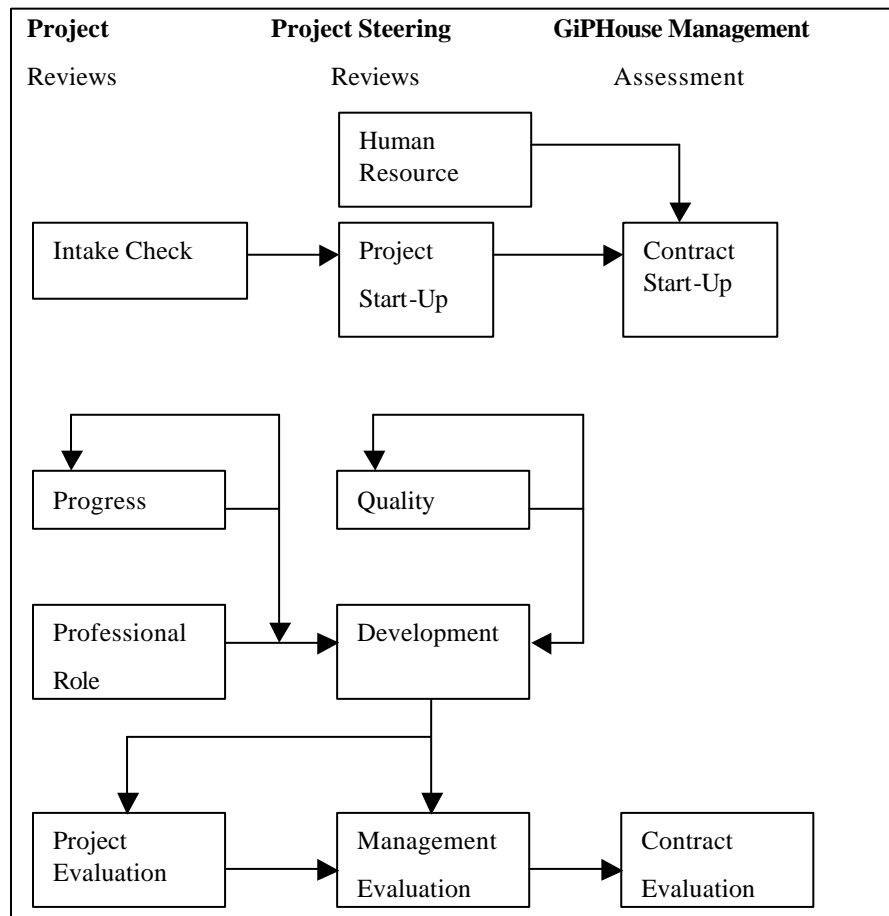 Project Project Steering GiPHouse Management
Reviews Reviews Assessment
Human
Resource
Intake Check
Project
Start-Up
Contract
Start-Up
Progress
Quality
Professional
Role
Development
Project
Evaluation
Management
Evaluation
Contract
Evaluation